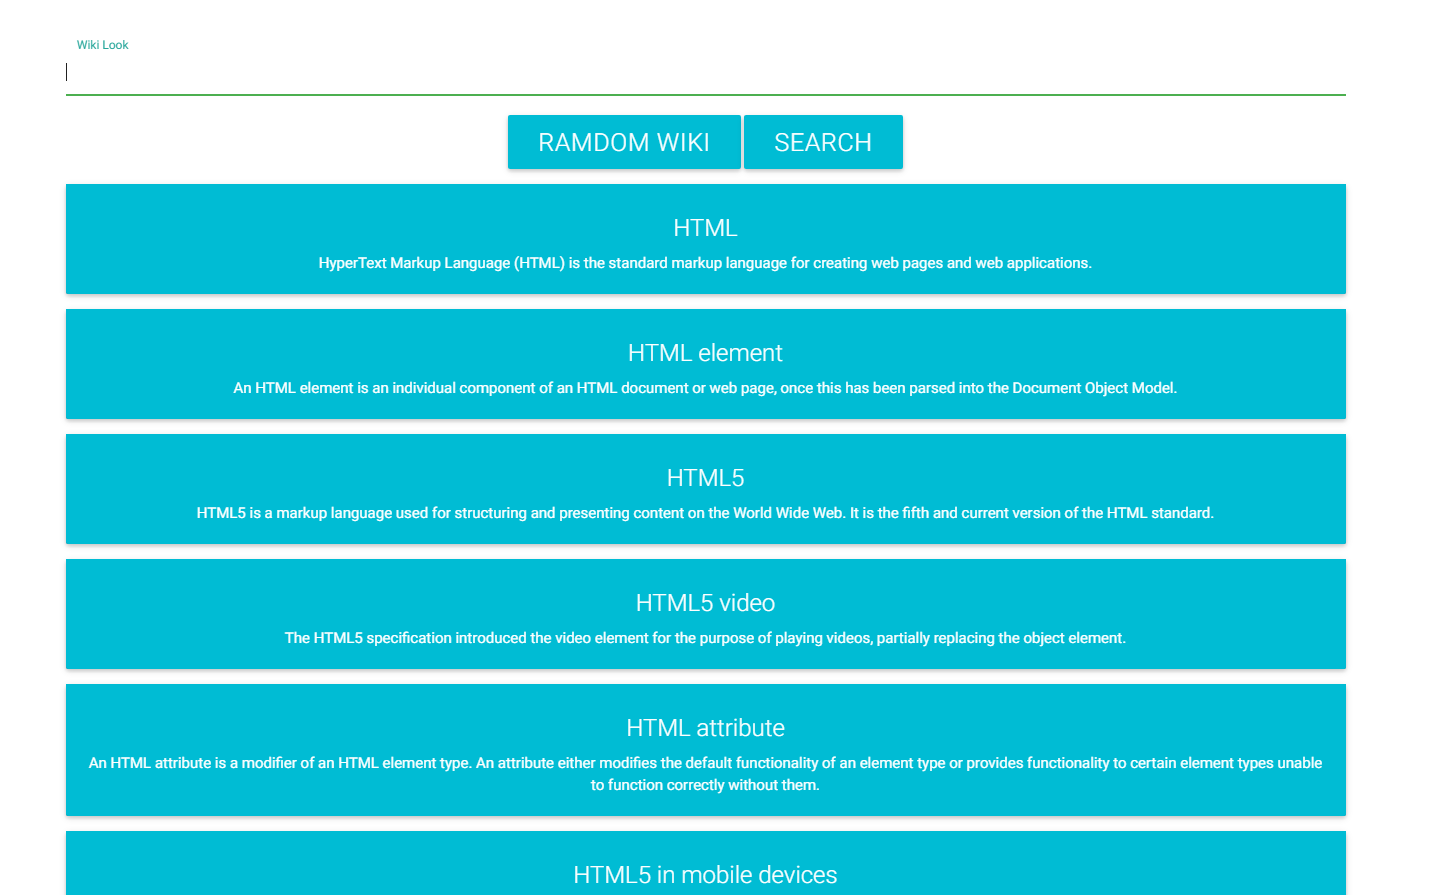 Wiki Look
RAMDOM WIKI SEARCH
HTML
HyperText Markup Language (HTML) is the standard markup language for creating web pages and web applications.
HTML element
An HTML element is an individual component of an HTML document or web page, once this has been parsed into the Document Object Model.
HTML5
HTML5 is a markup language used for structuring and presenting content on the World Wide Web. It is the fifth and current version of the HTML standard.
HTML5 video
The HTML5 specification introduced the video element for the purpose of playing videos, partially replacing the object element.
HTML attribute
An HTML attribute is a modifier of an HTML element type. An attribute either modifies the default functionality of an element type or provides functionality to certain element types unable
to function correctly without them.
HTML5 in mobile devices